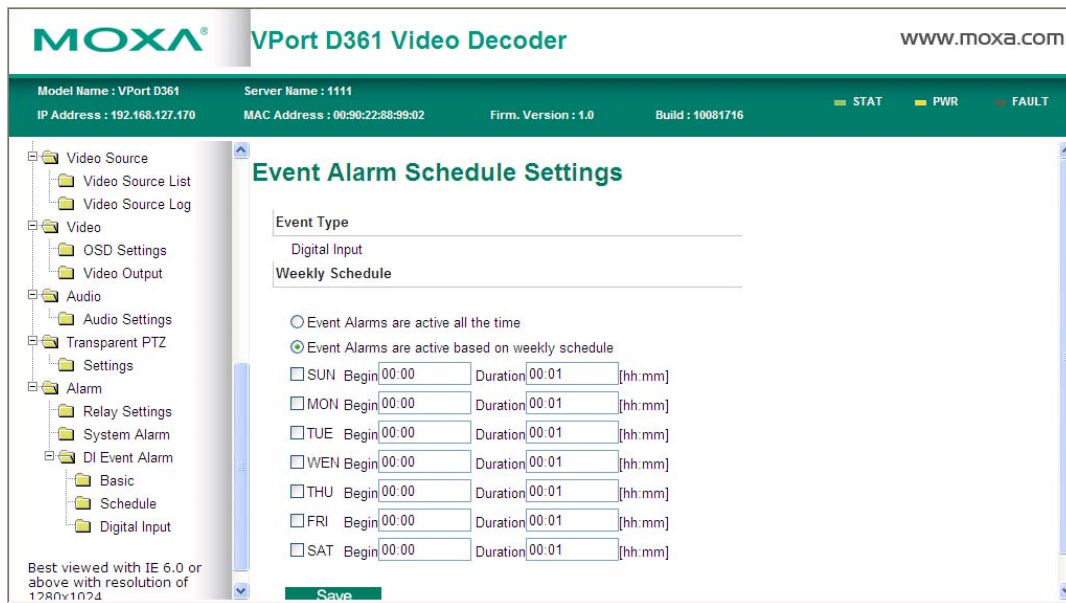 MOXA®
VPort D361 Video Decoder
www.moxa.com
Model Name : VPort D361
Server Name : 1111
IP Address : 192.168.127.170
MAC Address : 00:90:22:88:99:02
Firm. Version : 1.0
Build : 10081716
STAT
PWR
FAULT
Video Source
Video Source List
Video Source Log
Video
OSD Settings
Video Output
Audio
Audio Settings
Transparent PTZ
Settings
Alarm
Relay Settings
System Alarm
DI Event Alarm
Basic
Schedule
Digital Input
Best viewed with IE 6.0 or
above with resolution of
1280x1024
Event Alarm Schedule Settings
Event Type
Digital Input
Weekly Schedule
Event Alarms are active all the time
Event Alarms are active based on weekly schedule
SUN Begin 00:00 Duration 00:01 [hh:mm]
MON Begin 00:00 Duration 00:01 [hh:mm]
TUE Begin 00:00 Duration 00:01 [hh:mm]
WEN Begin 00:00 Duration 00:01 [hh:mm]
THU Begin 00:00 Duration 00:01 [hh:mm]
FRI Begin 00:00 Duration 00:01 [hh:mm]
SAT Begin 00:00 Duration 00:01 [hh:mm]
Save